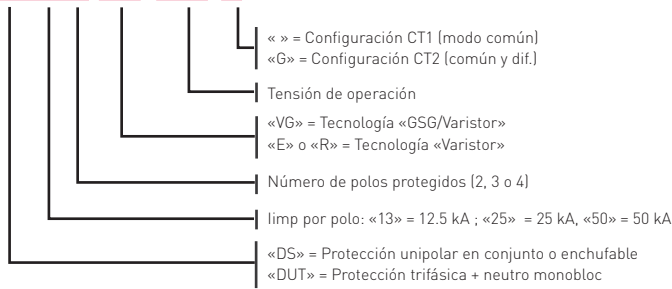 « » = Configuración CT1 (modo común)
«G» = Configuración CT2 (común y dif.)
Tensión de operación
«VG» = Tecnología «GSG/Varistor»
«E» o «R» = Tecnología «Varistor»
Número de polos protegidos (2, 3 o 4)
Iimp por polo: «13» = 12.5 kA ; «25» = 25 kA, «50» = 50 kA
«DS» = Protección unipolar en conjunto o enchufable
«DUT» = Protección trifásica + neutro monobloc